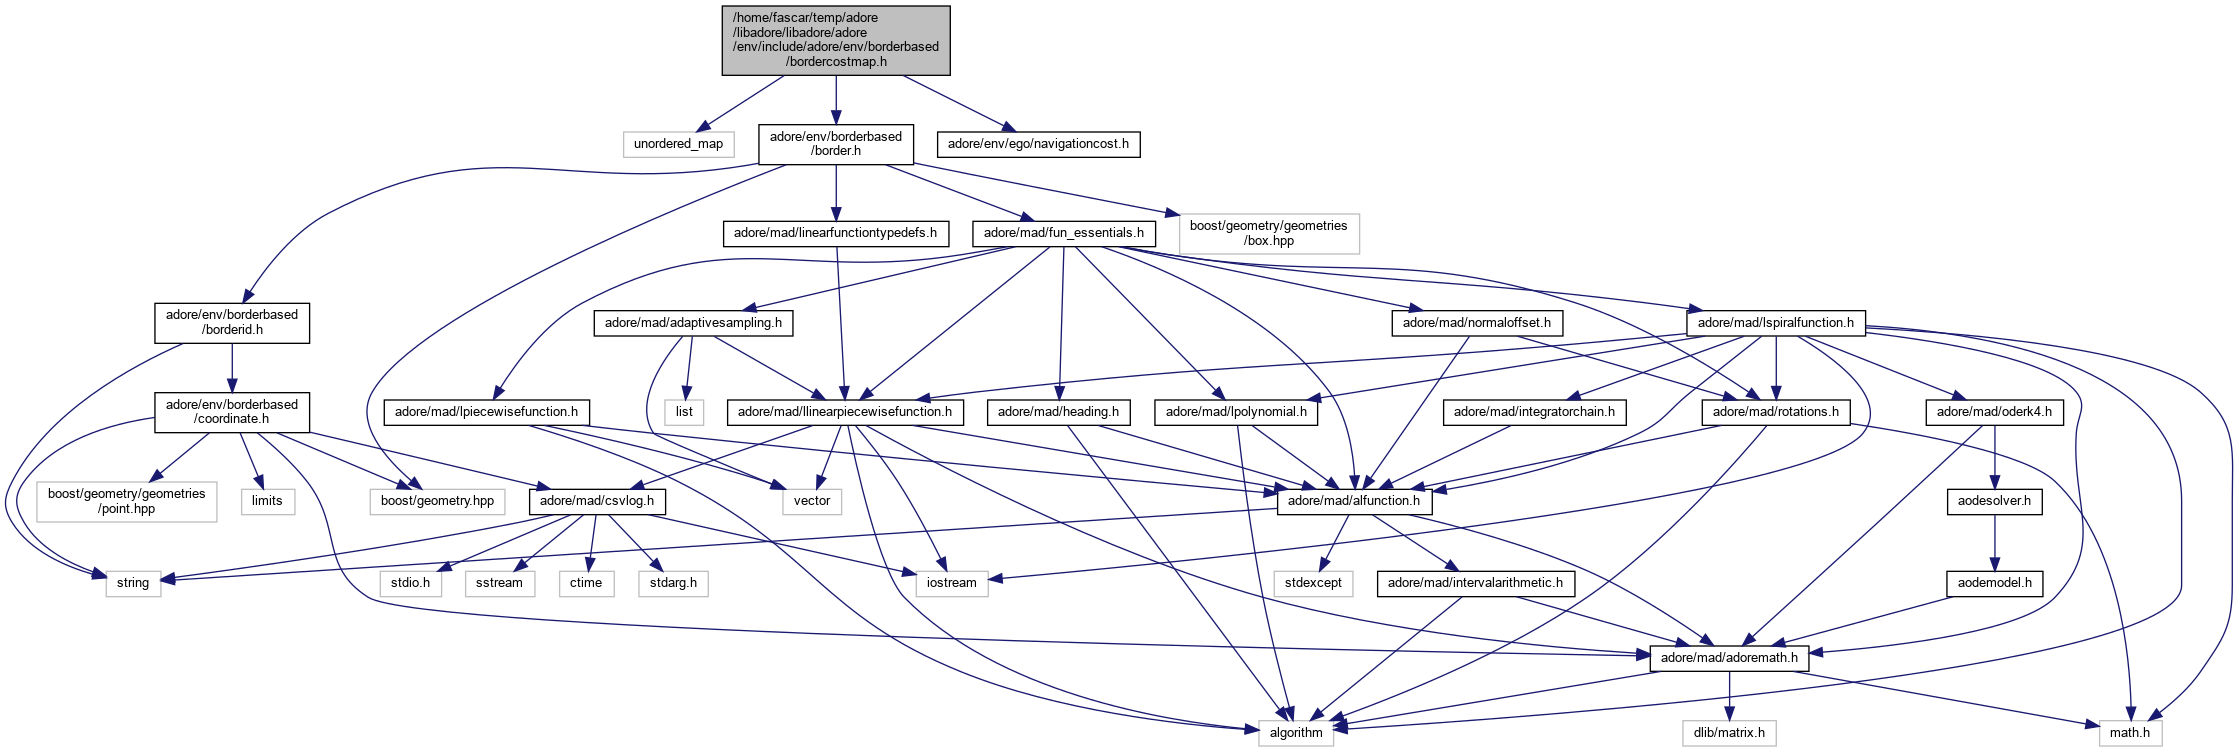 /home/fascar/temp/adore
/libadore/libadore/adore
/env/include/adore/env/borderbased
/bordercostmap.h
unordered_map
adore/env/borderbased
/border.h
adore/env/ego/navigationcost.h
adore/mad/linearfunctiontypedefs.h
adore/mad/fun_essentials.h
boost/geometry/geometries
/box.hpp
adore/env/borderbased
/borderid.h
adore/mad/adaptivesampling.h
adore/mad/normaloffset.h
adore/mad/lspiralfunction.h
adore/env/borderbased
/coordinate.h
adore/mad/lpiecewisefunction.h
list
adore/mad/llinearpiecewisefunction.h
adore/mad/heading.h
adore/mad/lpolynomial.h
adore/mad/integratorchain.h
adore/mad/rotations.h
adore/mad/oderk4.h
boost/geometry/geometries
/point.hpp
limits
boost/geometry.hpp
adore/mad/csvlog.h
vector
adore/mad/alfunction.h
aodesolver.h
string
stdio.h
sstream
ctime
stdarg.h
iostream
stdexcept
adore/mad/intervalarithmetic.h
aodemodel.h
adore/mad/adoremath.h
algorithm
dlib/matrix.h
math.h